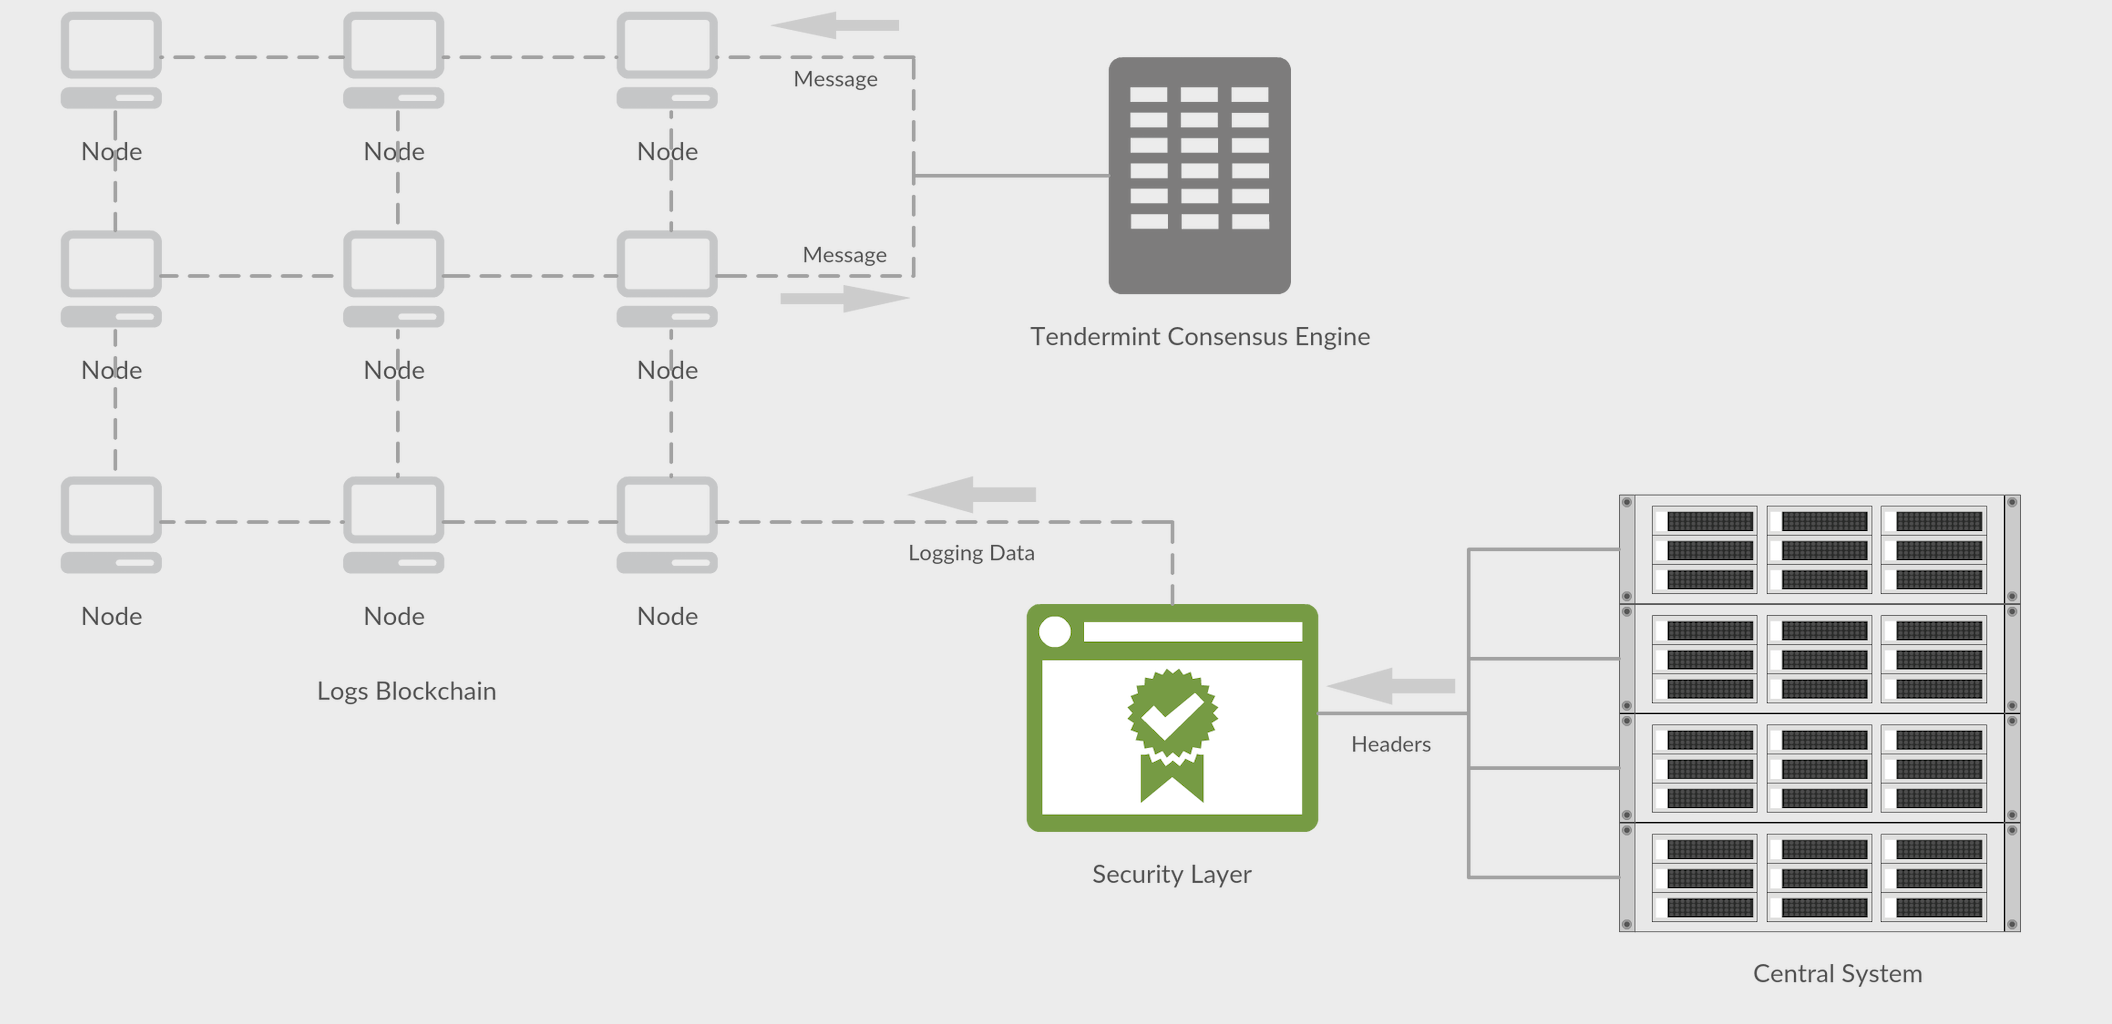 Message
Node
Node
Node
Message
Tendermint Consensus Engine
Node
Node
Node
Logging Data
Node
Node
Node
Logs Blockchain
Headers
Security Layer
Central System